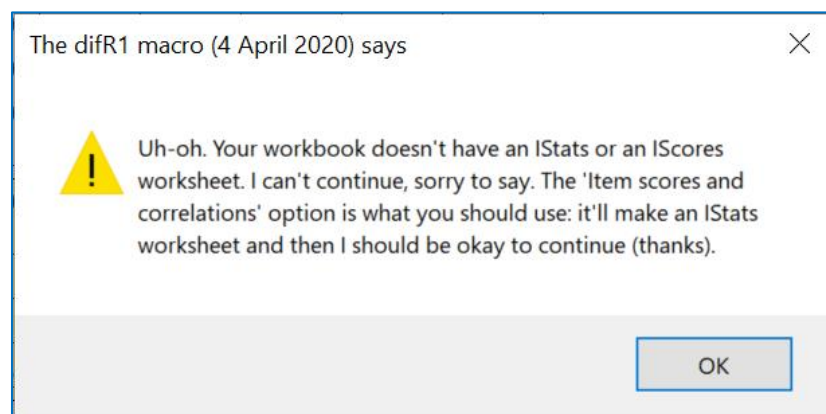 The difR1 macro (4 April 2020) says
Uh-oh. Your workbook doesn't have an IStats or an IScores
worksheet. I can't continue, sorry to say. The 'Item scores and
correlations' option is what you should use: it'll make an IStats
worksheet and then I should be okay to continue (thanks).
OK